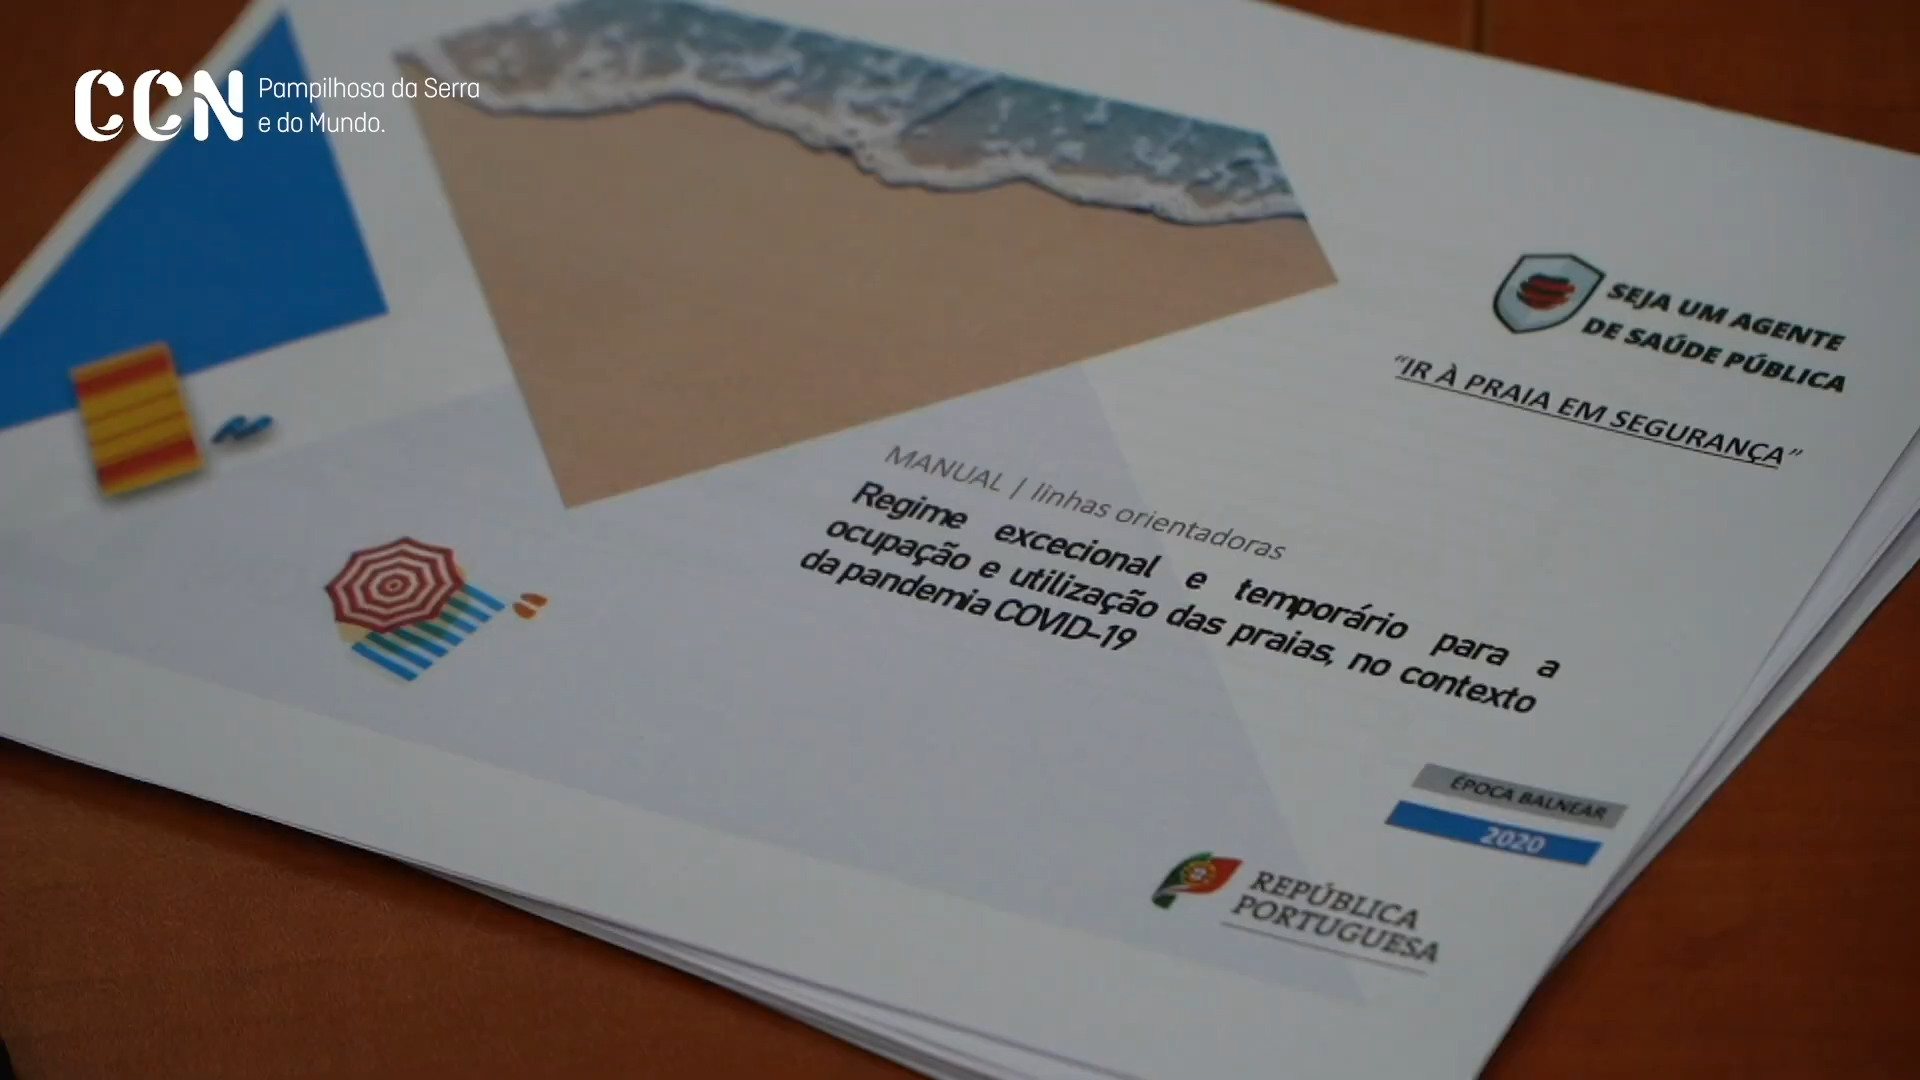 CCN Pampilhosa da Serra
e do Mundo.
SEJA UM AGENTE
DE SAÚDE PÚBLICA
“IR À PRAIA EM SEGURANÇA”
MANUAL | linhas orientadoras
Regime excecional e temporário para a
ocupação e utilização das praias, no contexto
da pandemia COVID-19
ÉPOCA BALNEAR
2020
REPÚBLICA
PORTUGUESA